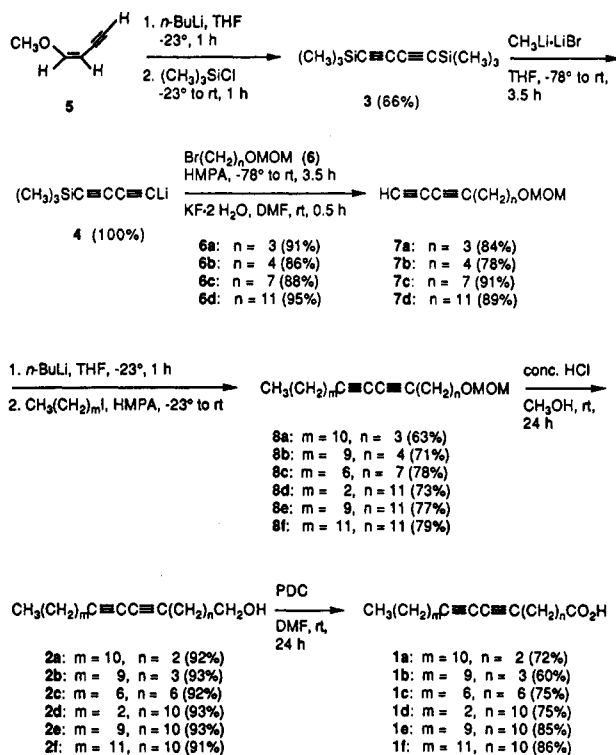 1. n-BuLi, THF
-23°, 1 h
2. (CH₃)₃SiCl
-23° to rt, 1 h
CH₃O
H H
5
(CH₃)₃SiC≡CC≡CSi(CH₃)₃
3 (66%)
CH₃Li-LiBr
THF, -78° to rt,
3.5 h
(CH₃)₃SiC≡CC≡CLi
4 (100%)
Br(CH₂)ₙOMOM (6)
HMPA, -78° to rt, 3.5 h
KF-2 H₂O, DMF, rt, 0.5 h
6a: n = 3 (91%)
6b: n = 4 (86%)
6c: n = 7 (88%)
6d: n = 11 (95%)
HC≡CC≡C(CH₂)ₙOMOM
7a: n = 3 (84%)
7b: n = 4 (78%)
7c: n = 7 (91%)
7d: n = 11 (89%)
1. n-BuLi, THF, -23°, 1 h
2. CH₃(CH₂)ₘI, HMPA, -23° to rt
CH₃(CH₂)ₘC≡CC≡C(CH₂)ₙOMOM
8a: m = 10, n = 3 (63%)
8b: m = 9, n = 4 (71%)
8c: m = 6, n = 7 (78%)
8d: m = 2, n = 11 (73%)
8e: m = 9, n = 11 (77%)
8f: m = 11, n = 11 (79%)
conc. HCl
CH₃OH, rt,
24 h
CH₃(CH₂)ₘC≡CC≡C(CH₂)ₙCH₂OH
2a: m = 10, n = 2 (92%)
2b: m = 9, n = 3 (93%)
2c: m = 6, n = 6 (92%)
2d: m = 2, n = 10 (93%)
2e: m = 9, n = 10 (93%)
2f: m = 11, n = 10 (91%)
PDC
DMF, rt,
24 h
CH₃(CH₂)ₘC≡CC≡C(CH₂)ₙCO₂H
1a: m = 10, n = 2 (72%)
1b: m = 9, n = 3 (60%)
1c: m = 6, n = 6 (75%)
1d: m = 2, n = 10 (75%)
1e: m = 9, n = 10 (85%)
1f: m = 11, n = 10 (86%)